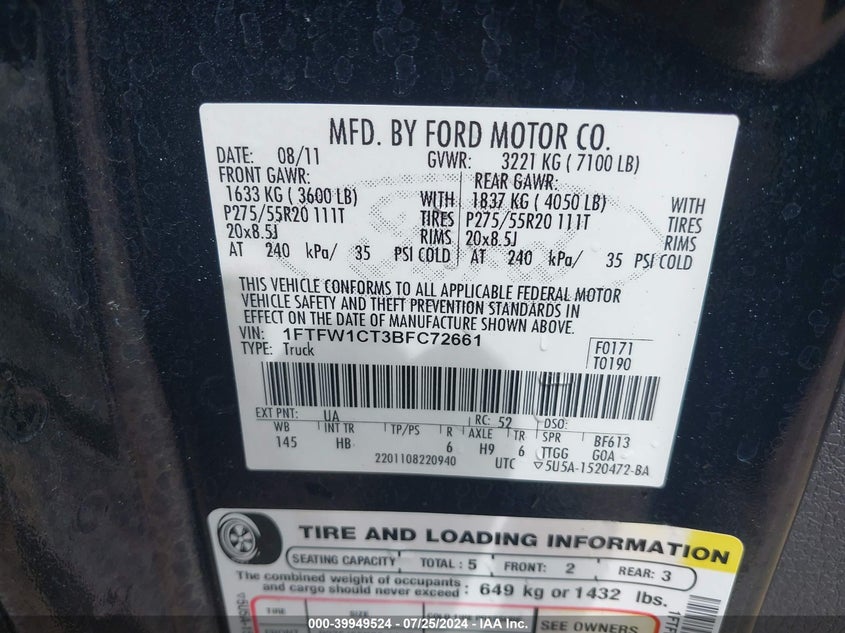 MFD. BY FORD MOTOR CO.
DATE: 08/11 GVWR: 3221 KG ( 7100 LB)
FRONT GAWR: REAR GAWR:
1633 KG ( 3600 LB) WITH 1837 KG ( 4050 LB) WITH
P275/55R20 111T TIRES P275/55R20 111T TIRES
20x8.5J RIMS 20x8.5J RIMS
AT 240 kPa/ 35 PSI COLD AT 240 kPa/ 35 PSI COLD
THIS VEHICLE CONFORMS TO ALL APPLICABLE FEDERAL MOTOR
VEHICLE SAFETY AND THEFT PREVENTION STANDARDS IN
EFFECT ON THE DATE OF MANUFACTURE SHOWN ABOVE.
VIN: 1FTFW1CT3BFC72661 F0171
TYPE: Truck T0190
EXT PNT: UA RC: 52 DSO:
WB INT TR TP/PS R AXLE TR SPR BF613
145 HB 6 H9 6 TTGG GOA
2201108220940 UTC ▽5U5A-1520472-BA
TIRE AND LOADING INFORMATION
SEATING CAPACITY TOTAL : 5 FRONT: 2 REAR: 3
The combined weight of occupants
and cargo should never exceed : 649 kg or 1432 lbs.
TIRE SIZE
SEE OWNERS
000-39949524 - 07/25/2024 - IAAI.com